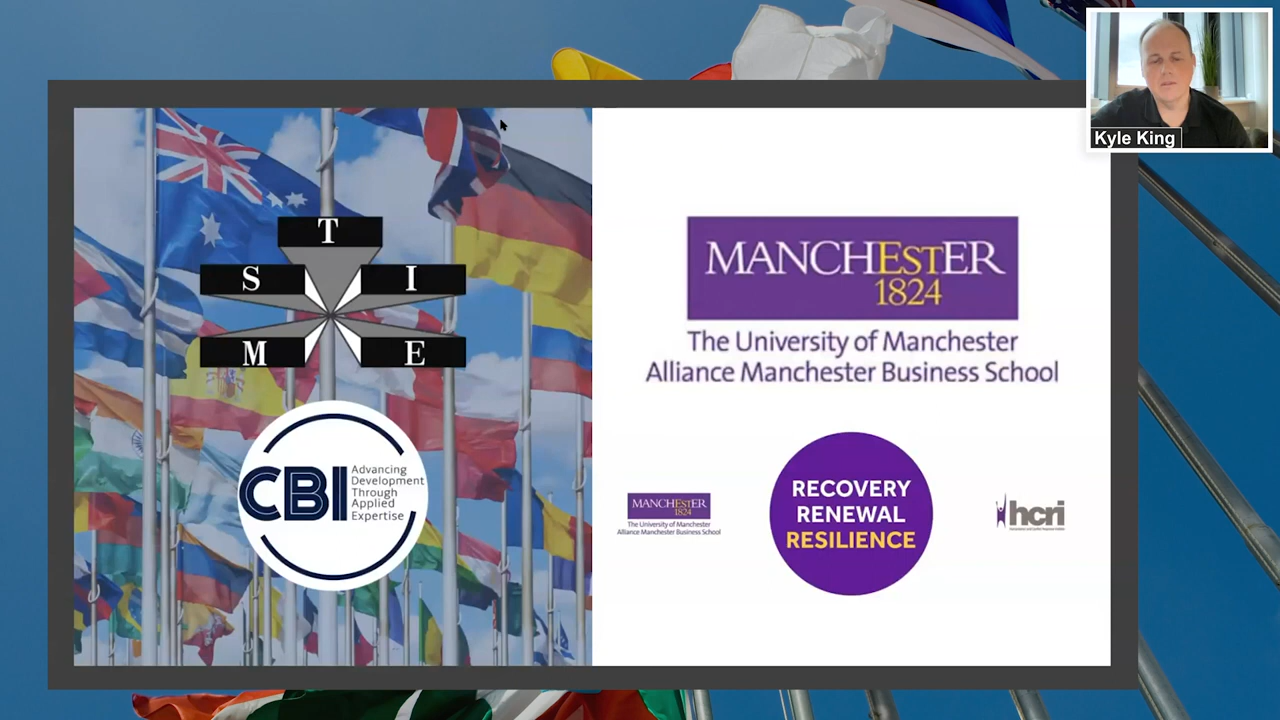 T
S I
M E
CBI
Advancing
Development
Through
Applied
Expertise
MANCHEstER
1824
The University of Manchester
Alliance Manchester Business School
MANCHEstER
1824
The University of Manchester
Alliance Manchester Business School
RECOVERY
RENEWAL
RESILIENCE
hcri
Kyle King